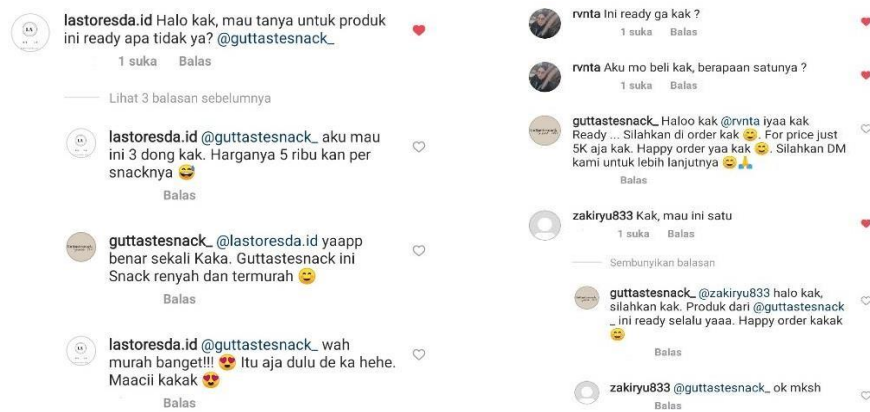 lastoresda.id Halo kak, mau tanya untuk produk
ini ready apa tidak ya? @guttastesnack_
1 suka Balas
Lihat 3 balasan sebelumnya
lastoresda.id @guttastesnack_ aku mau
ini 3 dong kak. Harganya 5 ribu kan per
snacknya 😅
Balas
guttastesnack_ @lastoresda.id yaapp
benar sekali Kaka. Guttastesnack ini
Snack renyah dan termurah 😄
Balas
lastoresda.id @guttastesnack_ wah
murah banget!!! 😍 Itu aja dulu de ka hehe.
Maacii kakak 😍
Balas
rvnta Ini ready ga kak ?
1 suka Balas
rvnta Aku mo beli kak, berapaan satunya ?
1 suka Balas
guttastesnack_ Haloo kak @rvnta iyaa kak
Ready ... Silahkan di order kak 😄. For price just
5K aja kak. Happy order yaa kak 😄. Silahkan DM
kami untuk lebih lanjutnya 😄🙏
Balas
zakiryu833 Kak, mau ini satu
1 suka Balas
Sembunyikan balasan
guttastesnack_ @zakiryu833 halo kak,
silahkan kak. Produk dari @guttastesnack
_ ini ready selalu yaaa. Happy order kakak
😄
Balas
zakiryu833 @guttastesnack_ ok mksh
Balas